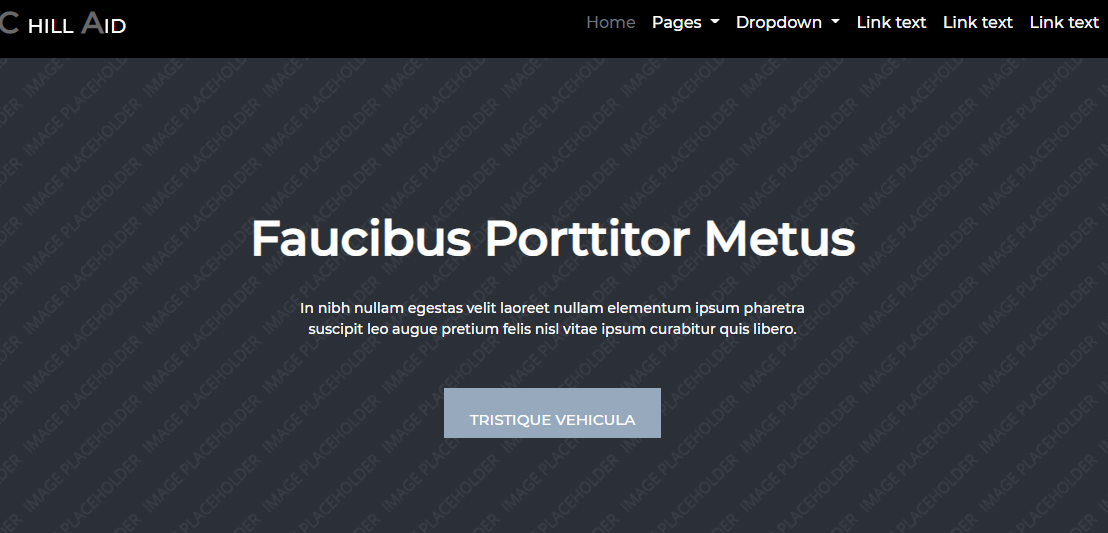 C HILL AID
Home Pages Dropdown Link text Link text Link text
Faucibus Porttitor Metus
In nibh nullam egestas velit laoreet nullam elementum ipsum pharetra
suscipit leo augue pretium felis nisl vitae ipsum curabitur quis libero.
TRISTIQUE VEHICULA
IMAGE PLACEHOLDER